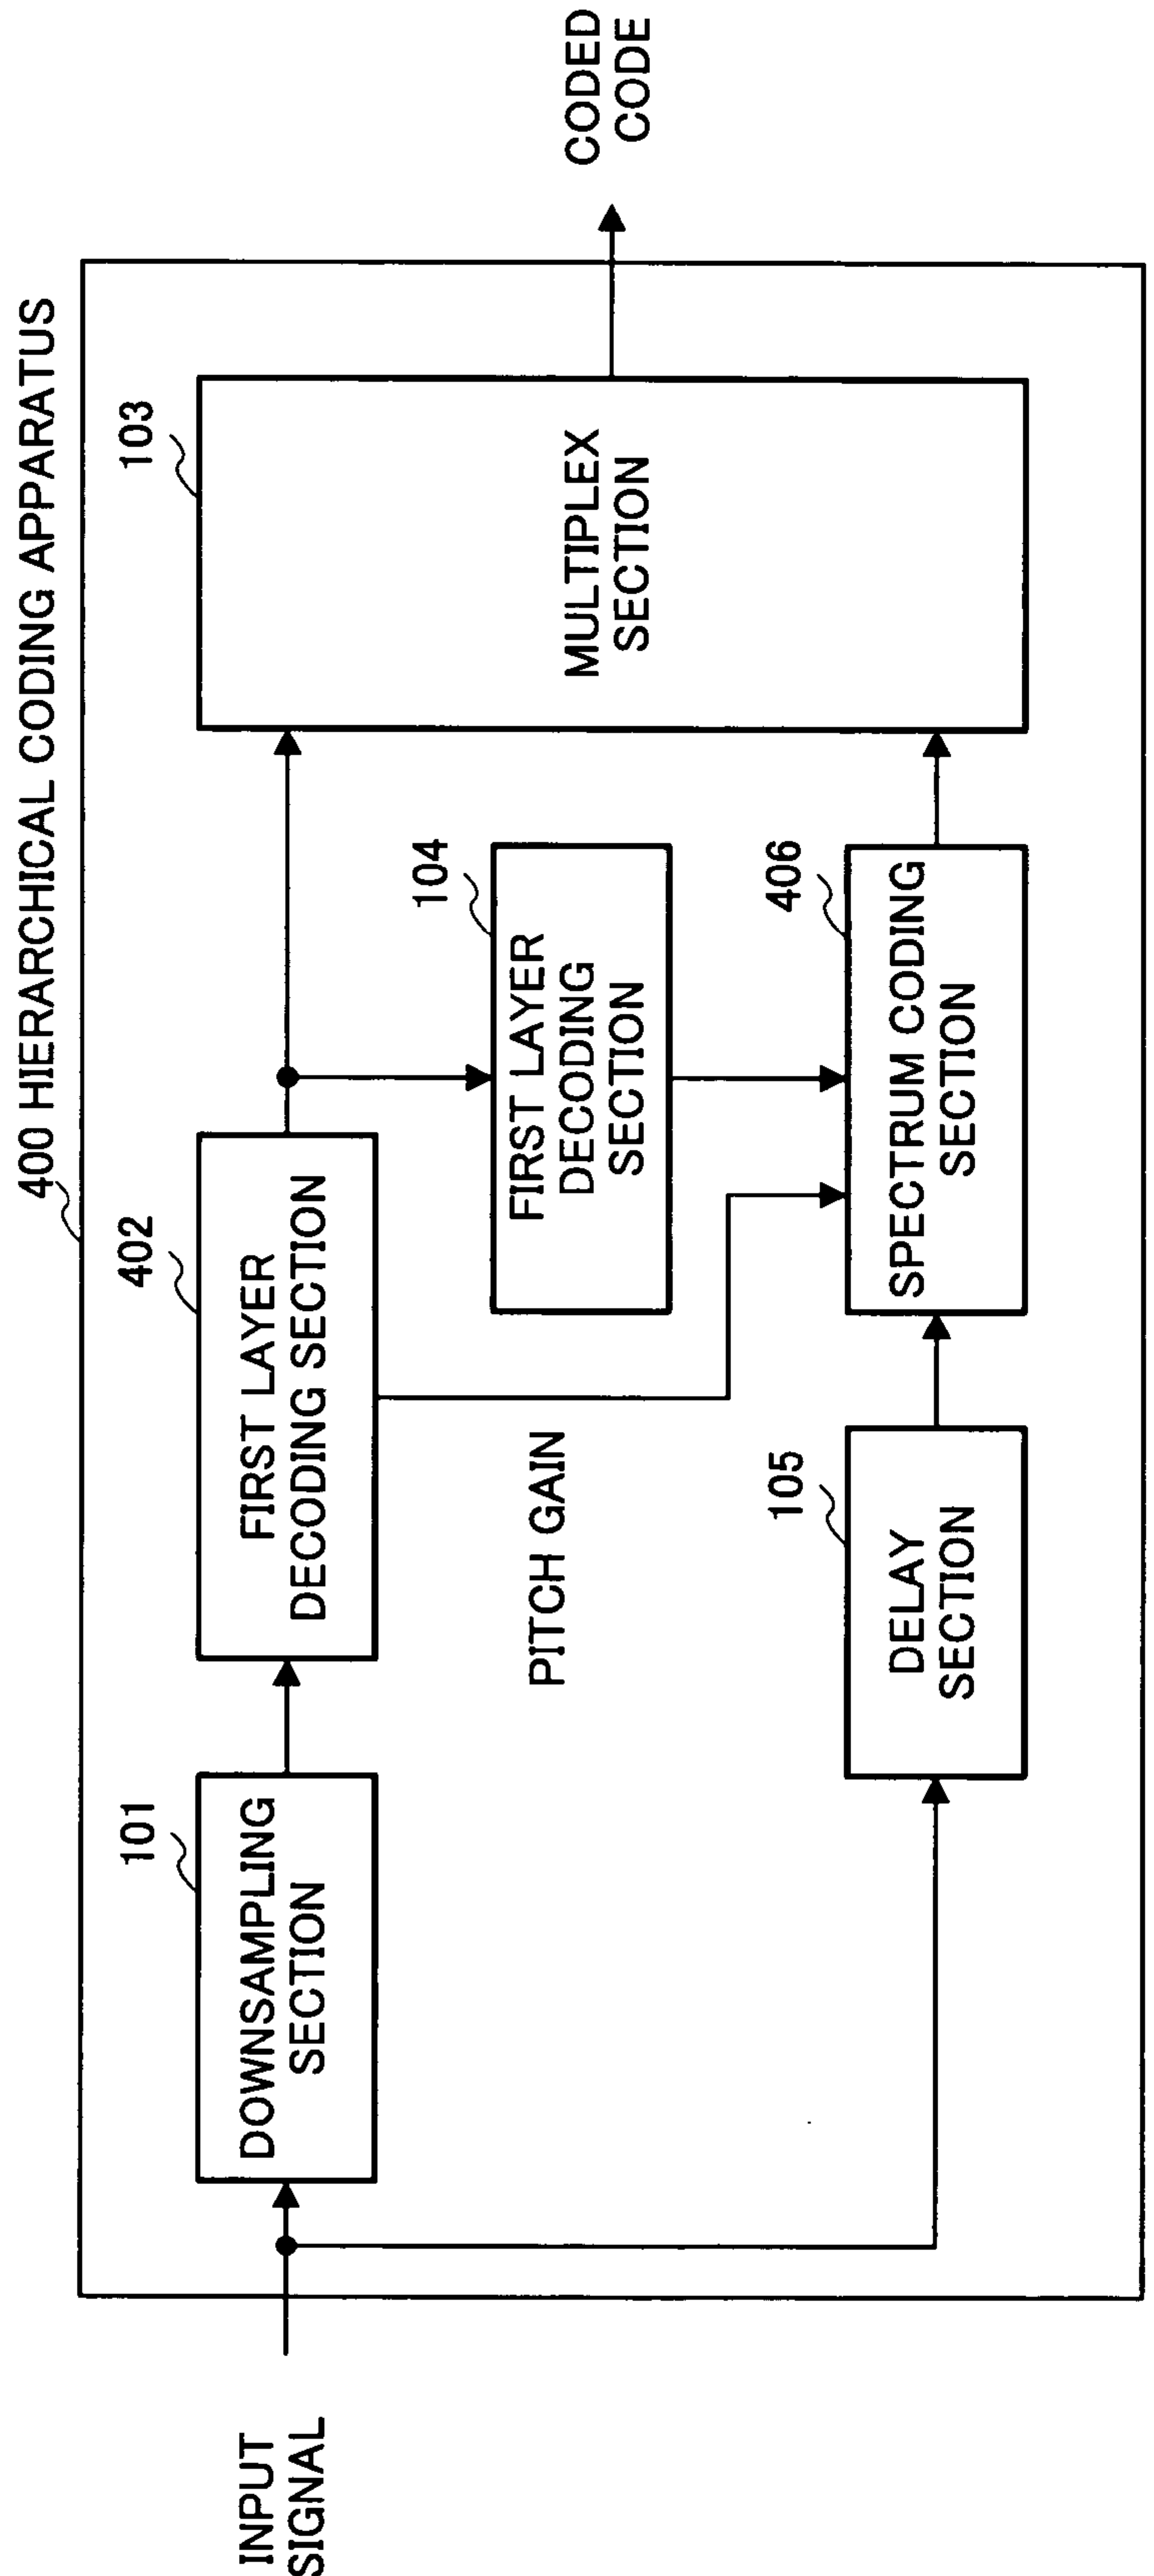 400 HIERARCHICAL CODING APPARATUS
INPUT
SIGNAL
101
DOWNSAMPLING
SECTION
402
FIRST LAYER
DECODING SECTION
103
MULTIPLEX
SECTION
CODED
CODE
104
FIRST LAYER
DECODING
SECTION
PITCH GAIN
105
DELAY
SECTION
406
SPECTRUM CODING
SECTION